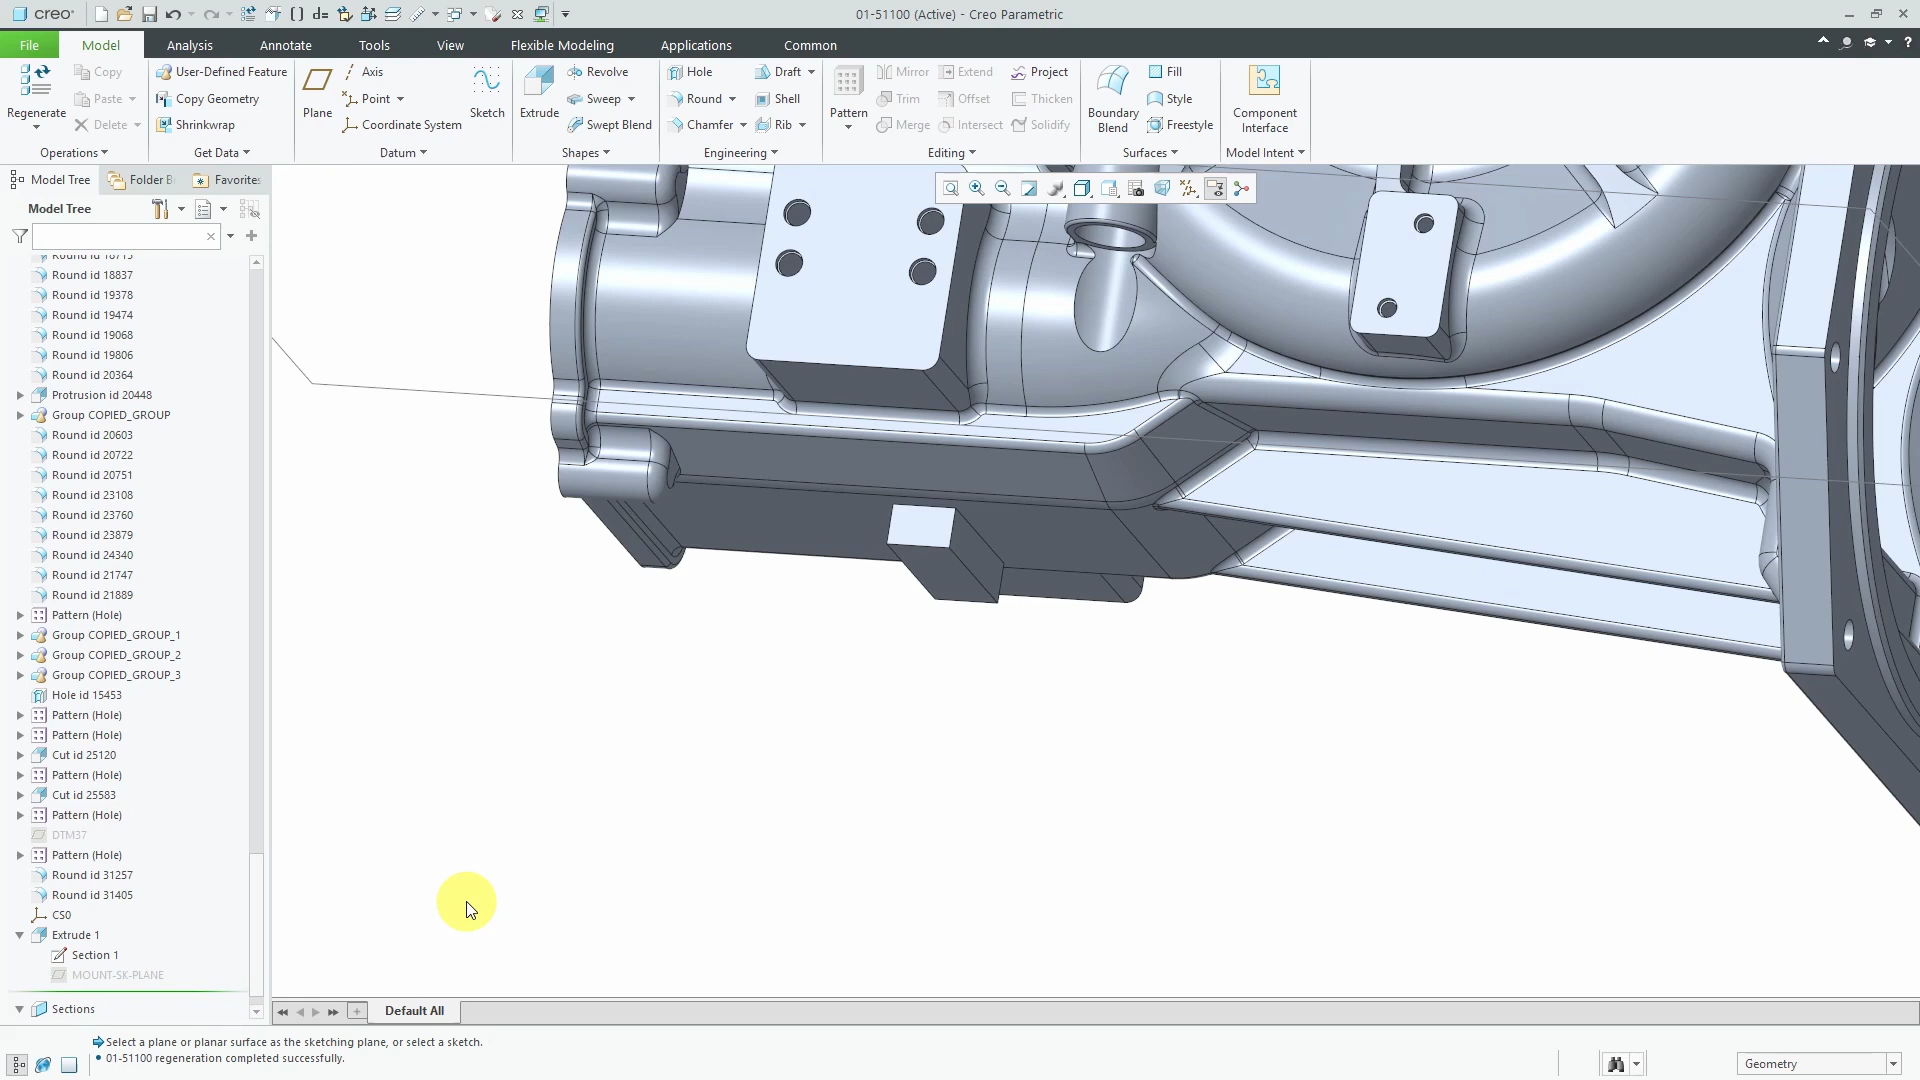 creo
01-51100 (Active) - Creo Parametric
File
Model
Analysis
Annotate
Tools
View
Flexible Modeling
Applications
Common
Regenerate
Copy
Paste
Delete
Operations
User-Defined Feature
Copy Geometry
Shrinkwrap
Get Data
Plane
Axis
Point
Coordinate System
Sketch
Datum
Extrude
Revolve
Sweep
Swept Blend
Shapes
Hole
Round
Chamfer
Draft
Shell
Rib
Engineering
Pattern
Mirror
Trim
Merge
Extend
Offset
Intersect
Project
Thicken
Solidify
Editing
Boundary
Blend
Fill
Style
Freestyle
Surfaces
Component
Interface
Model Intent
Model Tree
Folder B
Favorites
Model Tree
Round id 18715
Round id 18837
Round id 19378
Round id 19474
Round id 19068
Round id 19806
Round id 20364
Protrusion id 20448
Group COPIED_GROUP
Round id 20603
Round id 20722
Round id 20751
Round id 23108
Round id 23760
Round id 23879
Round id 24340
Round id 21747
Round id 21889
Pattern (Hole)
Group COPIED_GROUP_1
Group COPIED_GROUP_2
Group COPIED_GROUP_3
Hole id 15453
Pattern (Hole)
Pattern (Hole)
Cut id 25120
Pattern (Hole)
Cut id 25583
Pattern (Hole)
DTM37
Pattern (Hole)
Round id 31257
Round id 31405
CS0
Extrude 1
Section 1
MOUNT-SK-PLANE
Sections
Default All
Select a plane or planar surface as the sketching plane, or select a sketch.
• 01-51100 regeneration completed successfully.
Geometry